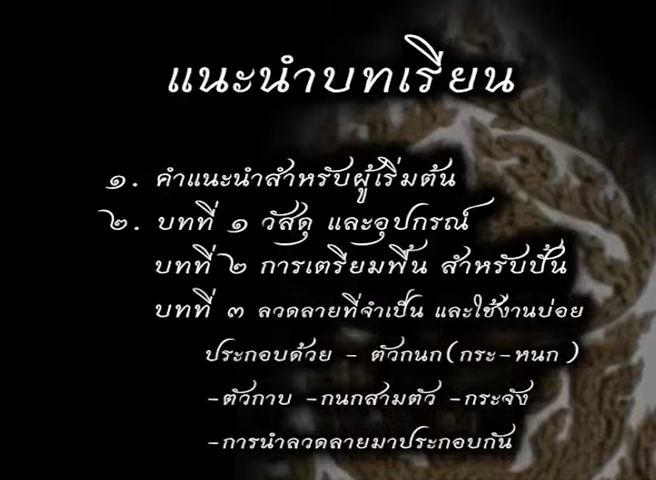 แนะนำบทเรียน
๑. คำแนะนำสำหรับผู้เริ่มต้น
๒. บทที่ ๑ วัสดุ และอุปกรณ์
บทที่ ๒ การเตรียมพื้น สำหรับปั้น
บทที่ ๓ ลวดลายที่จำเป็น และใช้งานบ่อย
ประกอบด้วย - ตัวกนก(กระ-หนก )
-ตัวกาบ -กนกสามตัว -กระจัง
-การนำลวดลายมาประกอบกัน